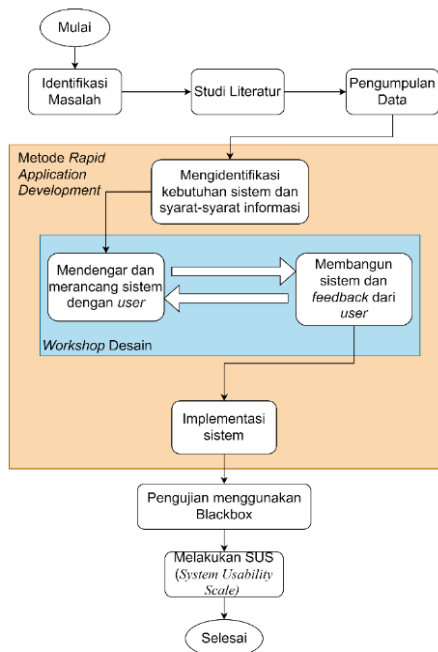 Mulai
Identifikasi
Masalah
Studi Literatur
Pengumpulan
Data
Metode Rapid
Application
Development
Mengidentifikasi
kebutuhan sistem dan
syarat-syarat informasi
Mendengar dan
merancang sistem
dengan user
Membangun
sistem dan
feedback dari
user
Workshop Desain
Implementasi
sistem
Pengujian menggunakan
Blackbox
Melakukan SUS
(System Usability
Scale)
Selesai